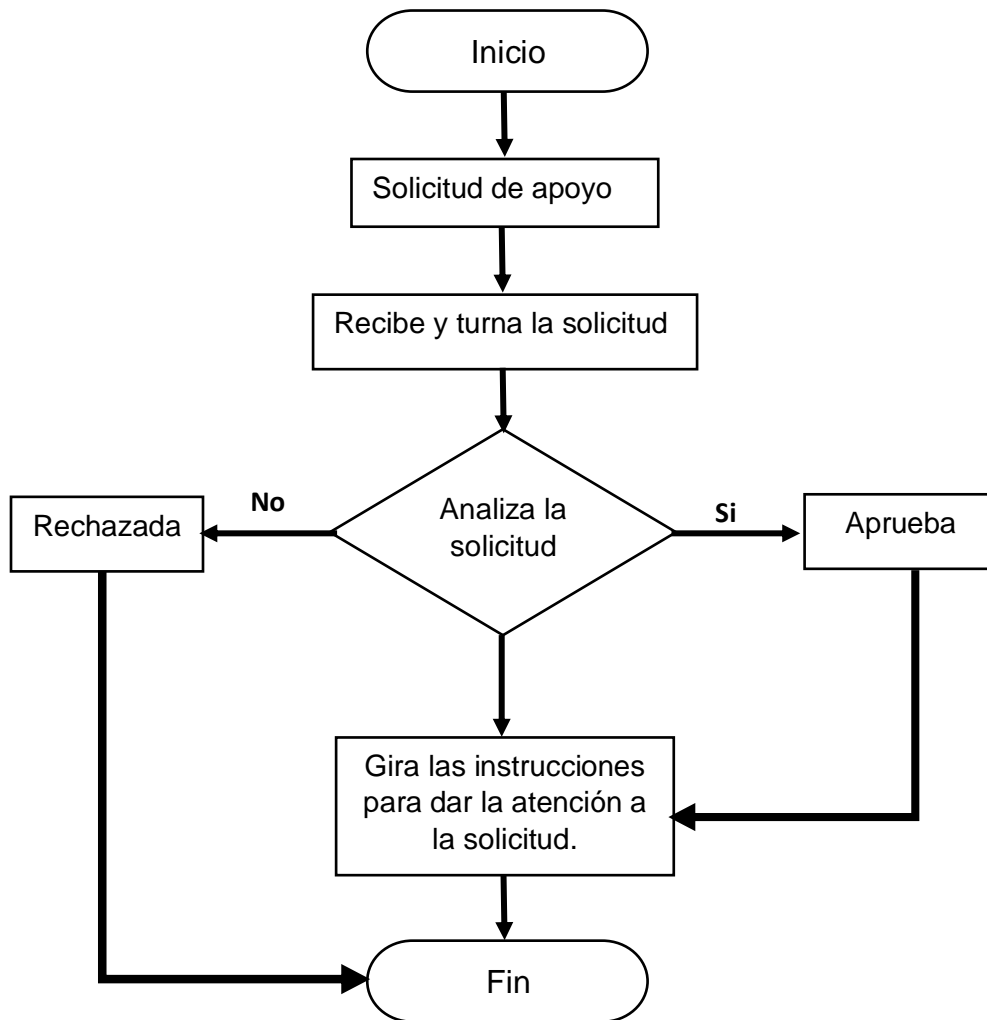 Inicio
Solicitud de apoyo
Recibe y turna la solicitud
No
Analiza la
solicitud
Si
Rechazada
Aprueba
Gira las instrucciones
para dar la atención a
la solicitud.
Fin